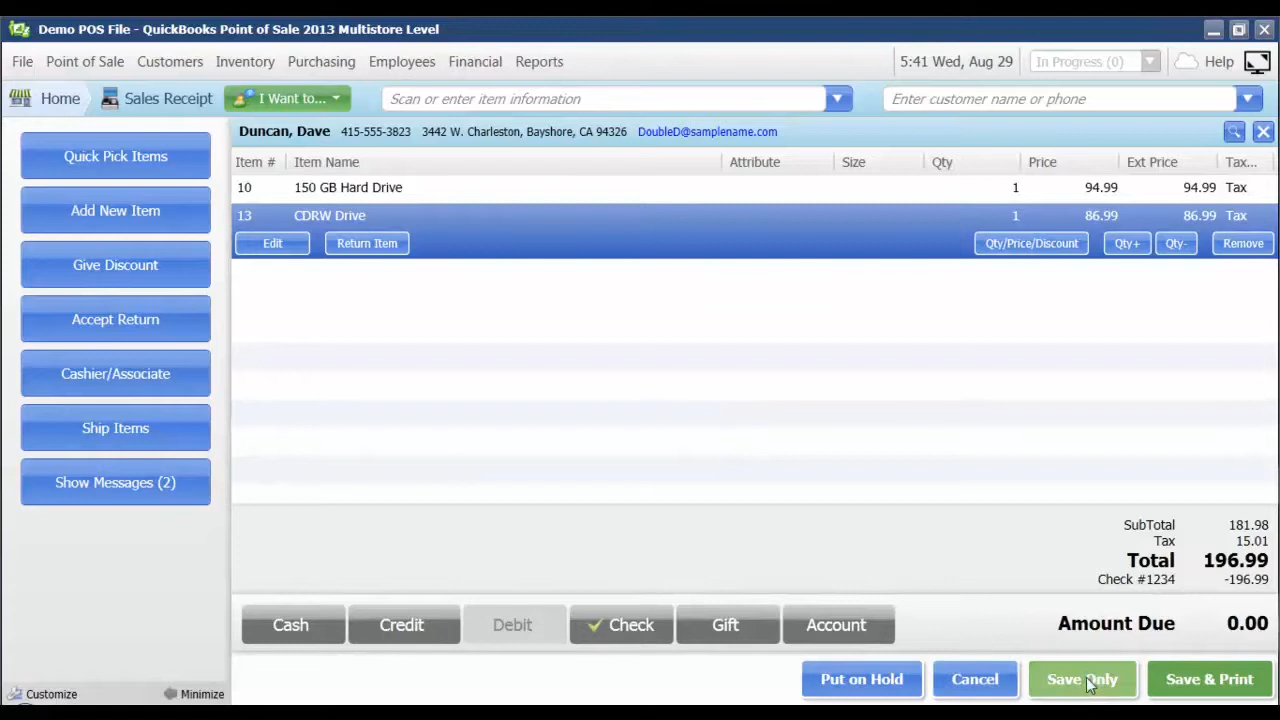 Demo POS File - QuickBooks Point of Sale 2013 Multistore Level
File Point of Sale Customers Inventory Purchasing Employees Financial Reports 5:41 Wed, Aug 29 In Progress (0) Help
Home Sales Receipt I Want to... Scan or enter item information Enter customer name or phone
Duncan, Dave 415-555-3823 3442 W. Charleston, Bayshore, CA 94326 DoubleD@samplename.com
Item # Item Name Attribute Size Qty Price Ext Price Tax...
10 150 GB Hard Drive 1 94.99 94.99 Tax
13 CDRW Drive 1 86.99 86.99 Tax
Edit Return Item Qty/Price/Discount Qty+ Qty- Remove
Quick Pick Items
Add New Item
Give Discount
Accept Return
Cashier/Associate
Ship Items
Show Messages (2)
SubTotal 181.98
Tax 15.01
Total 196.99
Check #1234 -196.99
Cash Credit Debit Check Gift Account Amount Due 0.00
Put on Hold Cancel Save Only Save & Print
Customize Minimize